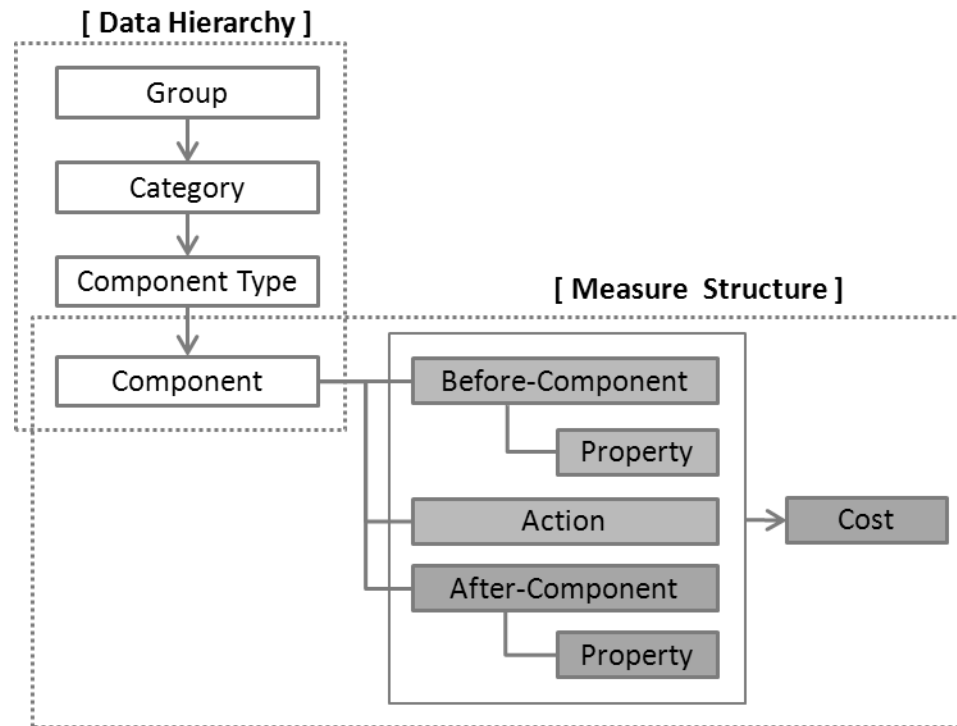 [ Data Hierarchy ]
Group
Category
Component Type
[ Measure Structure ]
Component
Before-Component
Property
Action
Cost
After-Component
Property